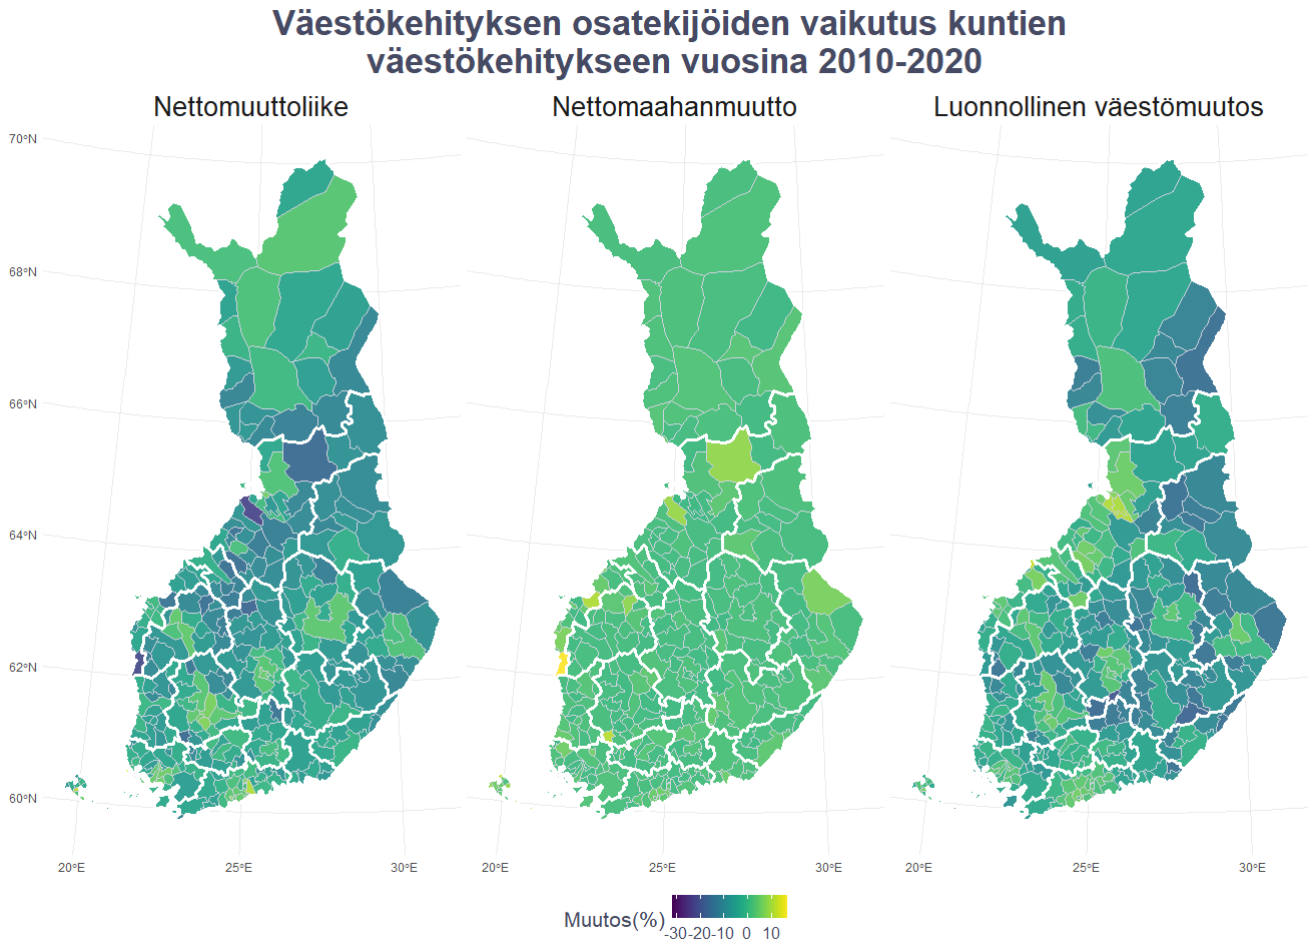 Väestökehityksen osatekijöiden vaikutus kuntien
väestökehitykseen vuosina 2010-2020
Nettomuuttoliike
Nettomaahanmuutto
Luonnollinen väestömuutos
70°N
68°N
66°N
64°N
62°N
60°N
20°E 25°E 30°E
20°E 25°E 30°E
20°E 25°E 30°E
Muutos(%)
-30 -20 -10 0 10